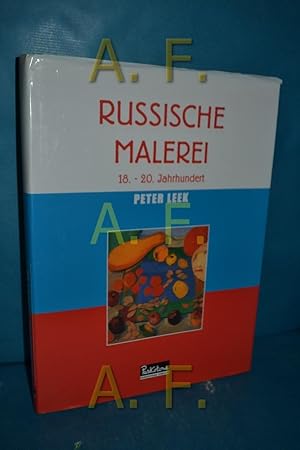 A. F.
RUSSISCHE
MALEREI
18. - 20. Jahrhundert
PETER LEEK
A. F.
A. F.
A. F.